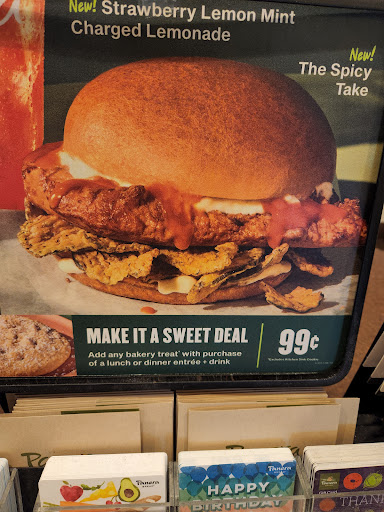 New! Strawberry Lemon Mint
Charged Lemonade
New!
The Spicy
Take
MAKE IT A SWEET DEAL
Add any bakery treat* with purchase
of a lunch or dinner entrée + drink
99¢
Panera
HAPPY
BIRTHDAY
THAN